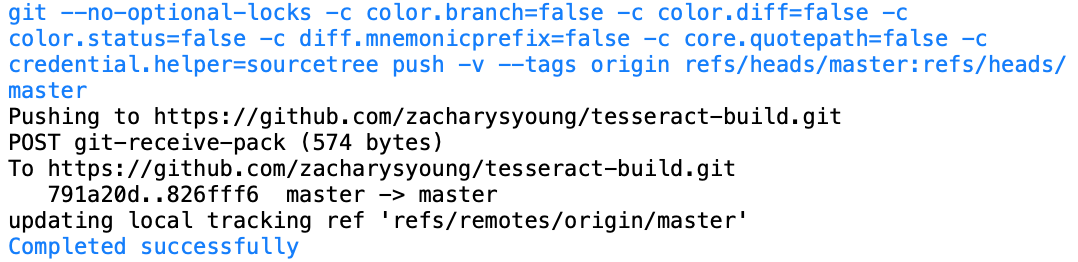 git --no-optional-locks -c color.branch=false -c color.diff=false -c
color.status=false -c diff.mnemonicprefix=false -c core.quotepath=false -c
credential.helper=sourcetree push -v --tags origin refs/heads/master:refs/heads/
master
Pushing to https://github.com/zacharysyoung/tesseract-build.git
POST git-receive-pack (574 bytes)
To https://github.com/zacharysyoung/tesseract-build.git
   791a20d..826fff6  master -> master
updating local tracking ref 'refs/remotes/origin/master'
Completed successfully